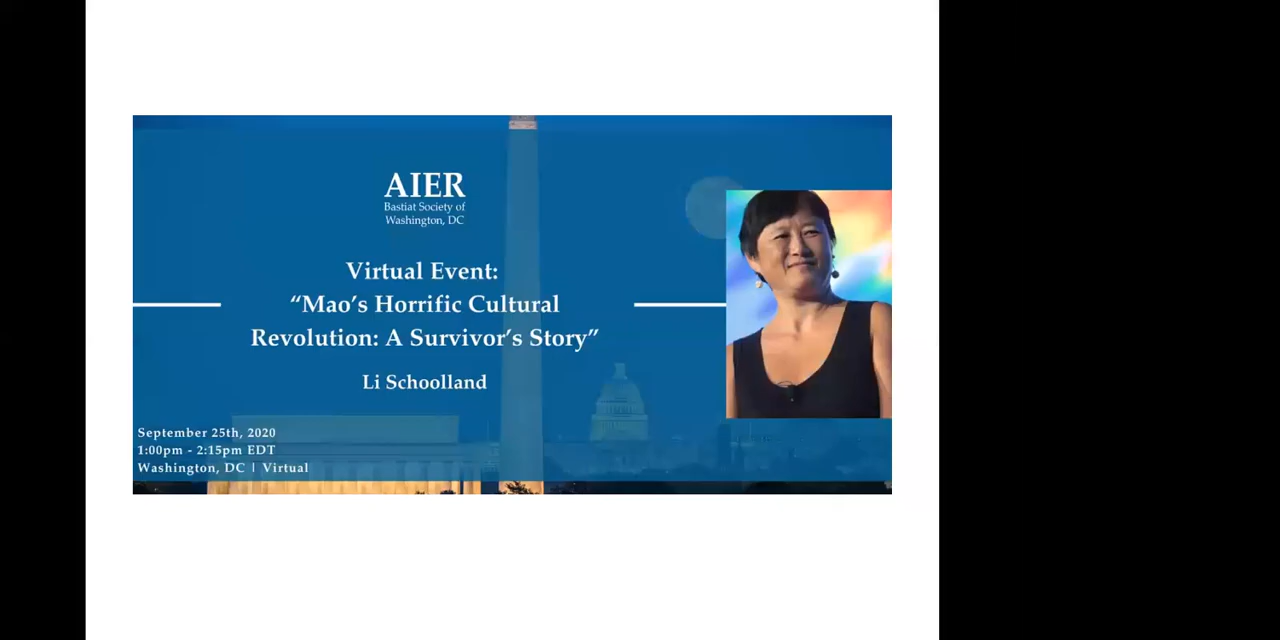 AIER
Bastiat Society of
Washington, DC
Virtual Event:
“Mao’s Horrific Cultural
Revolution: A Survivor’s Story”
Li Schoolland
September 25th, 2020
1:00pm - 2:15pm EDT
Washington, DC | Virtual